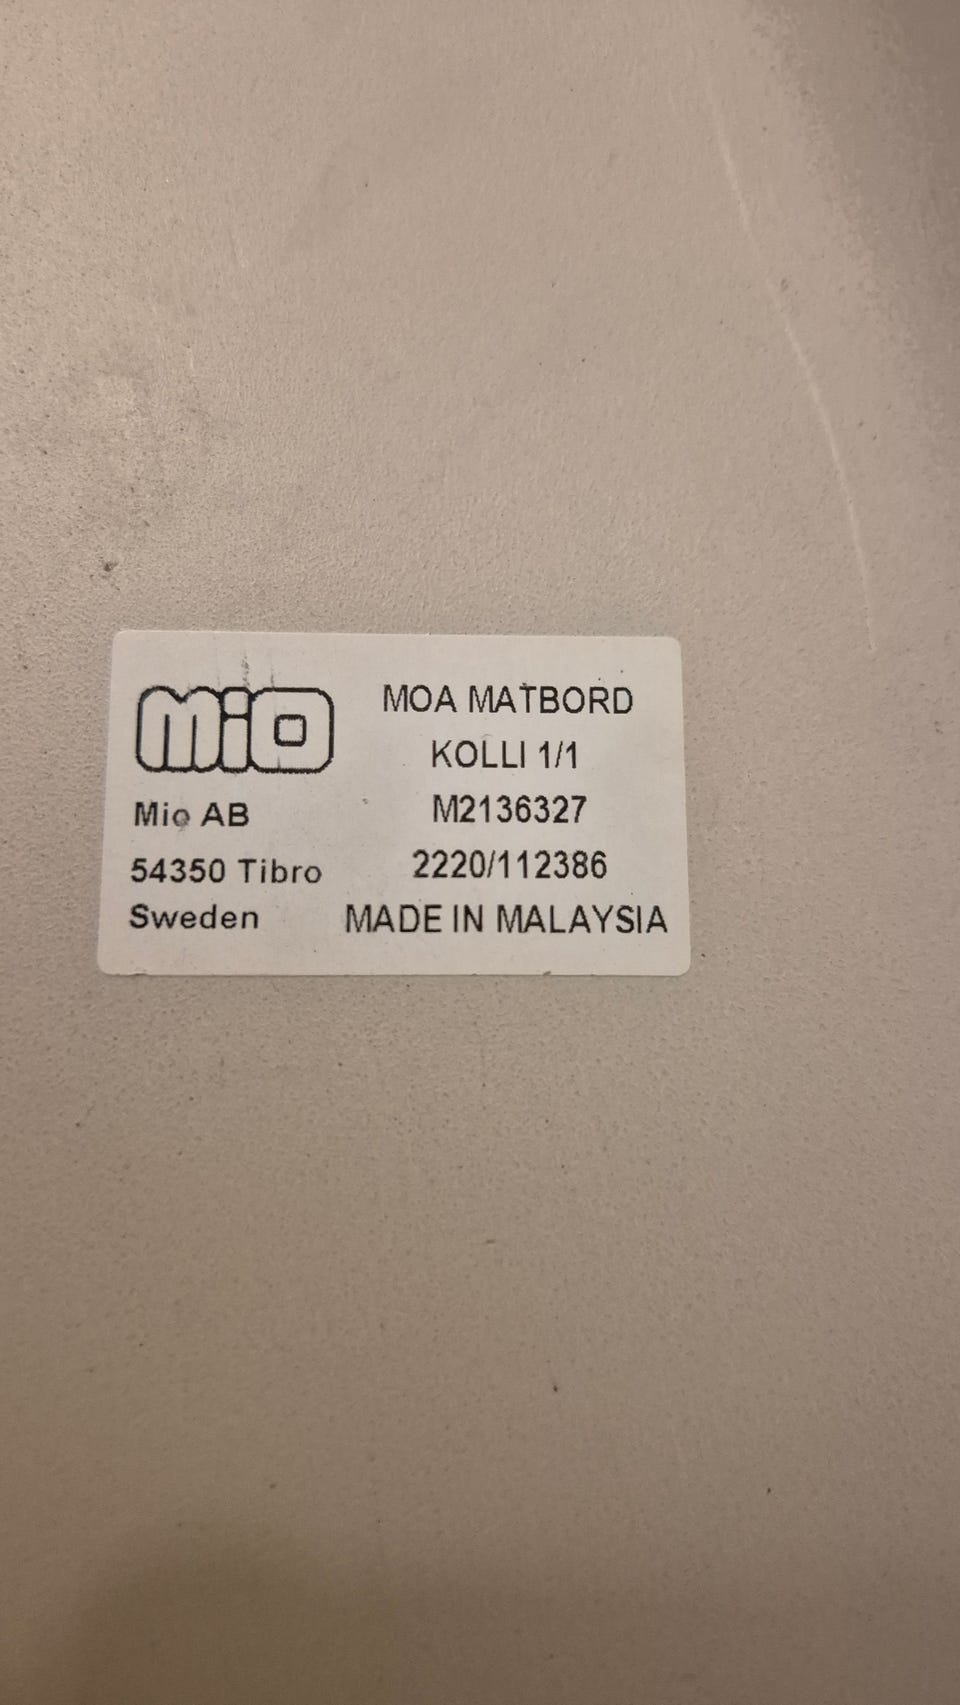 mio
Mio AB
54350 Tibro
Sweden
MOA MATBORD
KOLLI 1/1
M2136327
2220/112386
MADE IN MALAYSIA